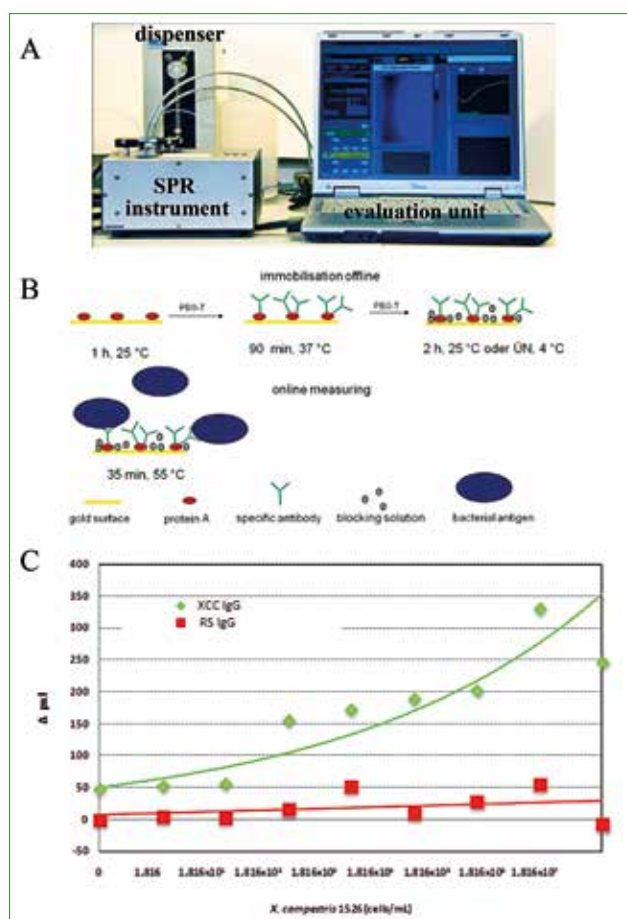 A
dispenser
SPR
instrument
evaluation unit
B
immobilisation offline
PBS-T
PBS-T
1 h, 25 °C
90 min, 37 °C
2 h, 25 °C oder ÜN, 4 °C
online measuring
35 min, 55 °C
gold surface
protein A
specific antibody
blocking solution
bacterial antigen
C
400
350
300
250
200
150
100
50
0
-50
XCC IgG
RS IgG
0
1,816
X. campestris 1526 (cells/mL)